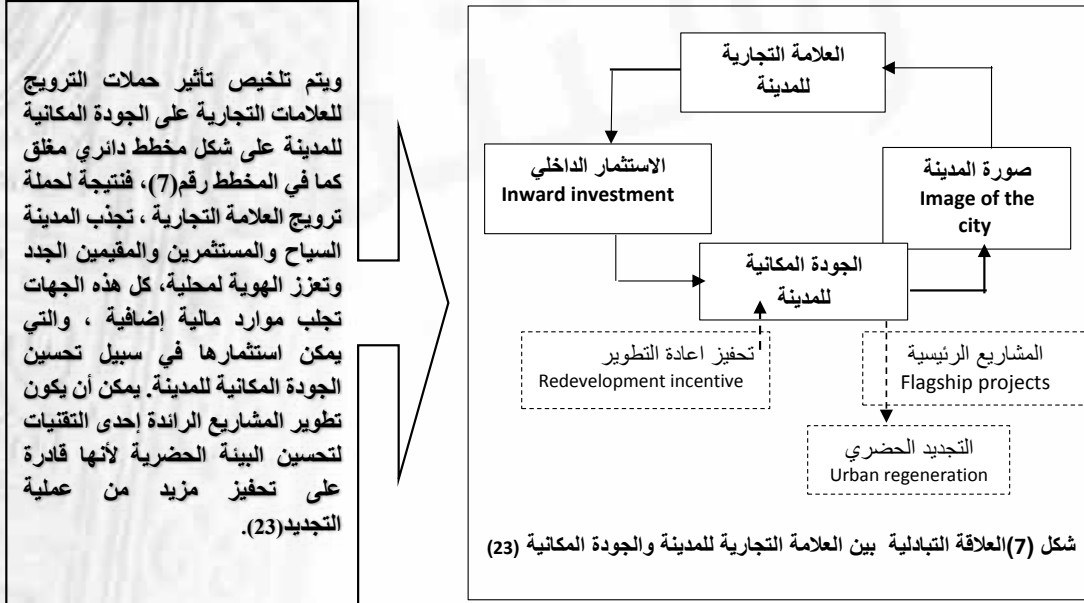 ويتم تلخيص تأثير حملات الترويج
للعلامات التجارية على الجودة المكانية
للمدينة على شكل مخطط دائري مغلق
كما في المخطط رقم(7)، فنتيجة لحملة
ترويج العلامة التجارية ، تجذب المدينة
السياح والمستثمرين والمقيمين الجدد
وتعزز الهوية لمحلية، كل هذه الجهات
تجلب موارد مالية إضافية ، والتي
يمكن استثمارها في سبيل تحسين
الجودة المكانية للمدينة. يمكن أن يكون
تطوير المشاريع الرائدة إحدى التقنيات
لتحسين البيئة الحضرية لأنها قادرة
على تحفيز مزيد من عملية
التجديد(23).
العلامة التجارية
للمدينة
الاستثمار الداخلي
Inward investment
صورة المدينة
Image of the
city
الجودة المكانية
للمدينة
تحفيز اعادة التطوير
Redevelopment incentive
المشاريع الرئيسية
Flagship projects
التجديد الحضري
Urban regeneration
شكل (7)العلاقة التبادلية بين العلامة التجارية للمدينة والجودة المكانية (23)